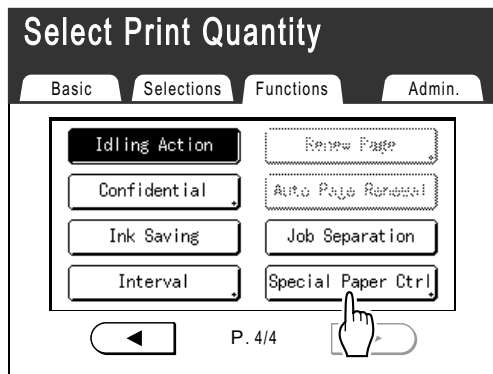 Select Print Quantity
Basic Selections Functions Admin.
Idling Action Renew Page
Confidential Auto Page Renewal
Ink Saving Job Separation
Interval Special Paper Ctrl
P. 4/4